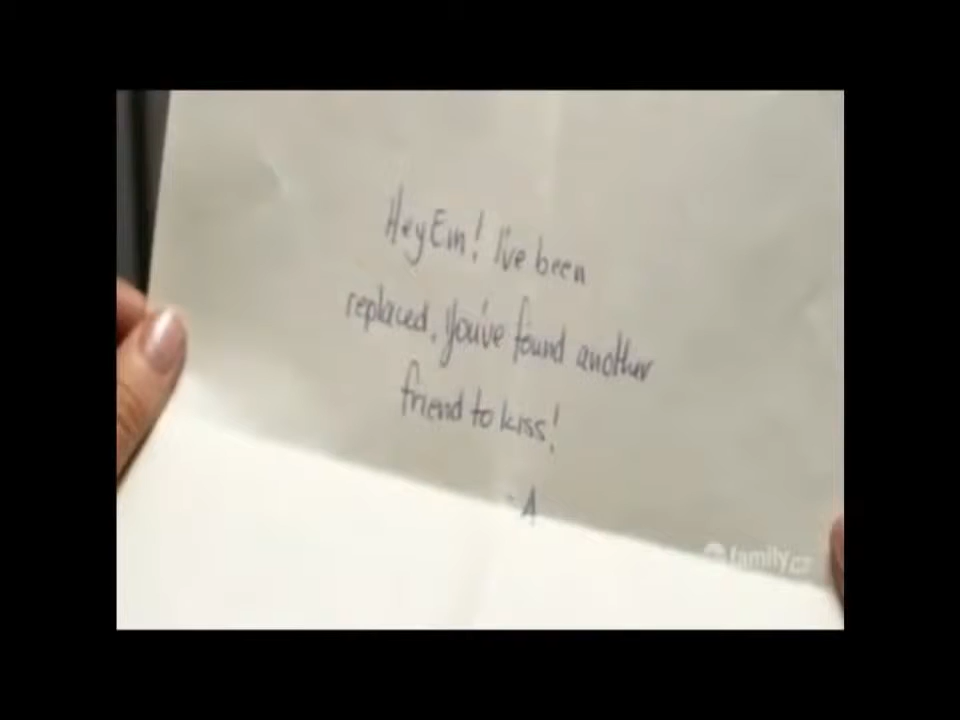 Hey Em! I've been
replaced, you've found another
friend to kiss!
-A
family.cz